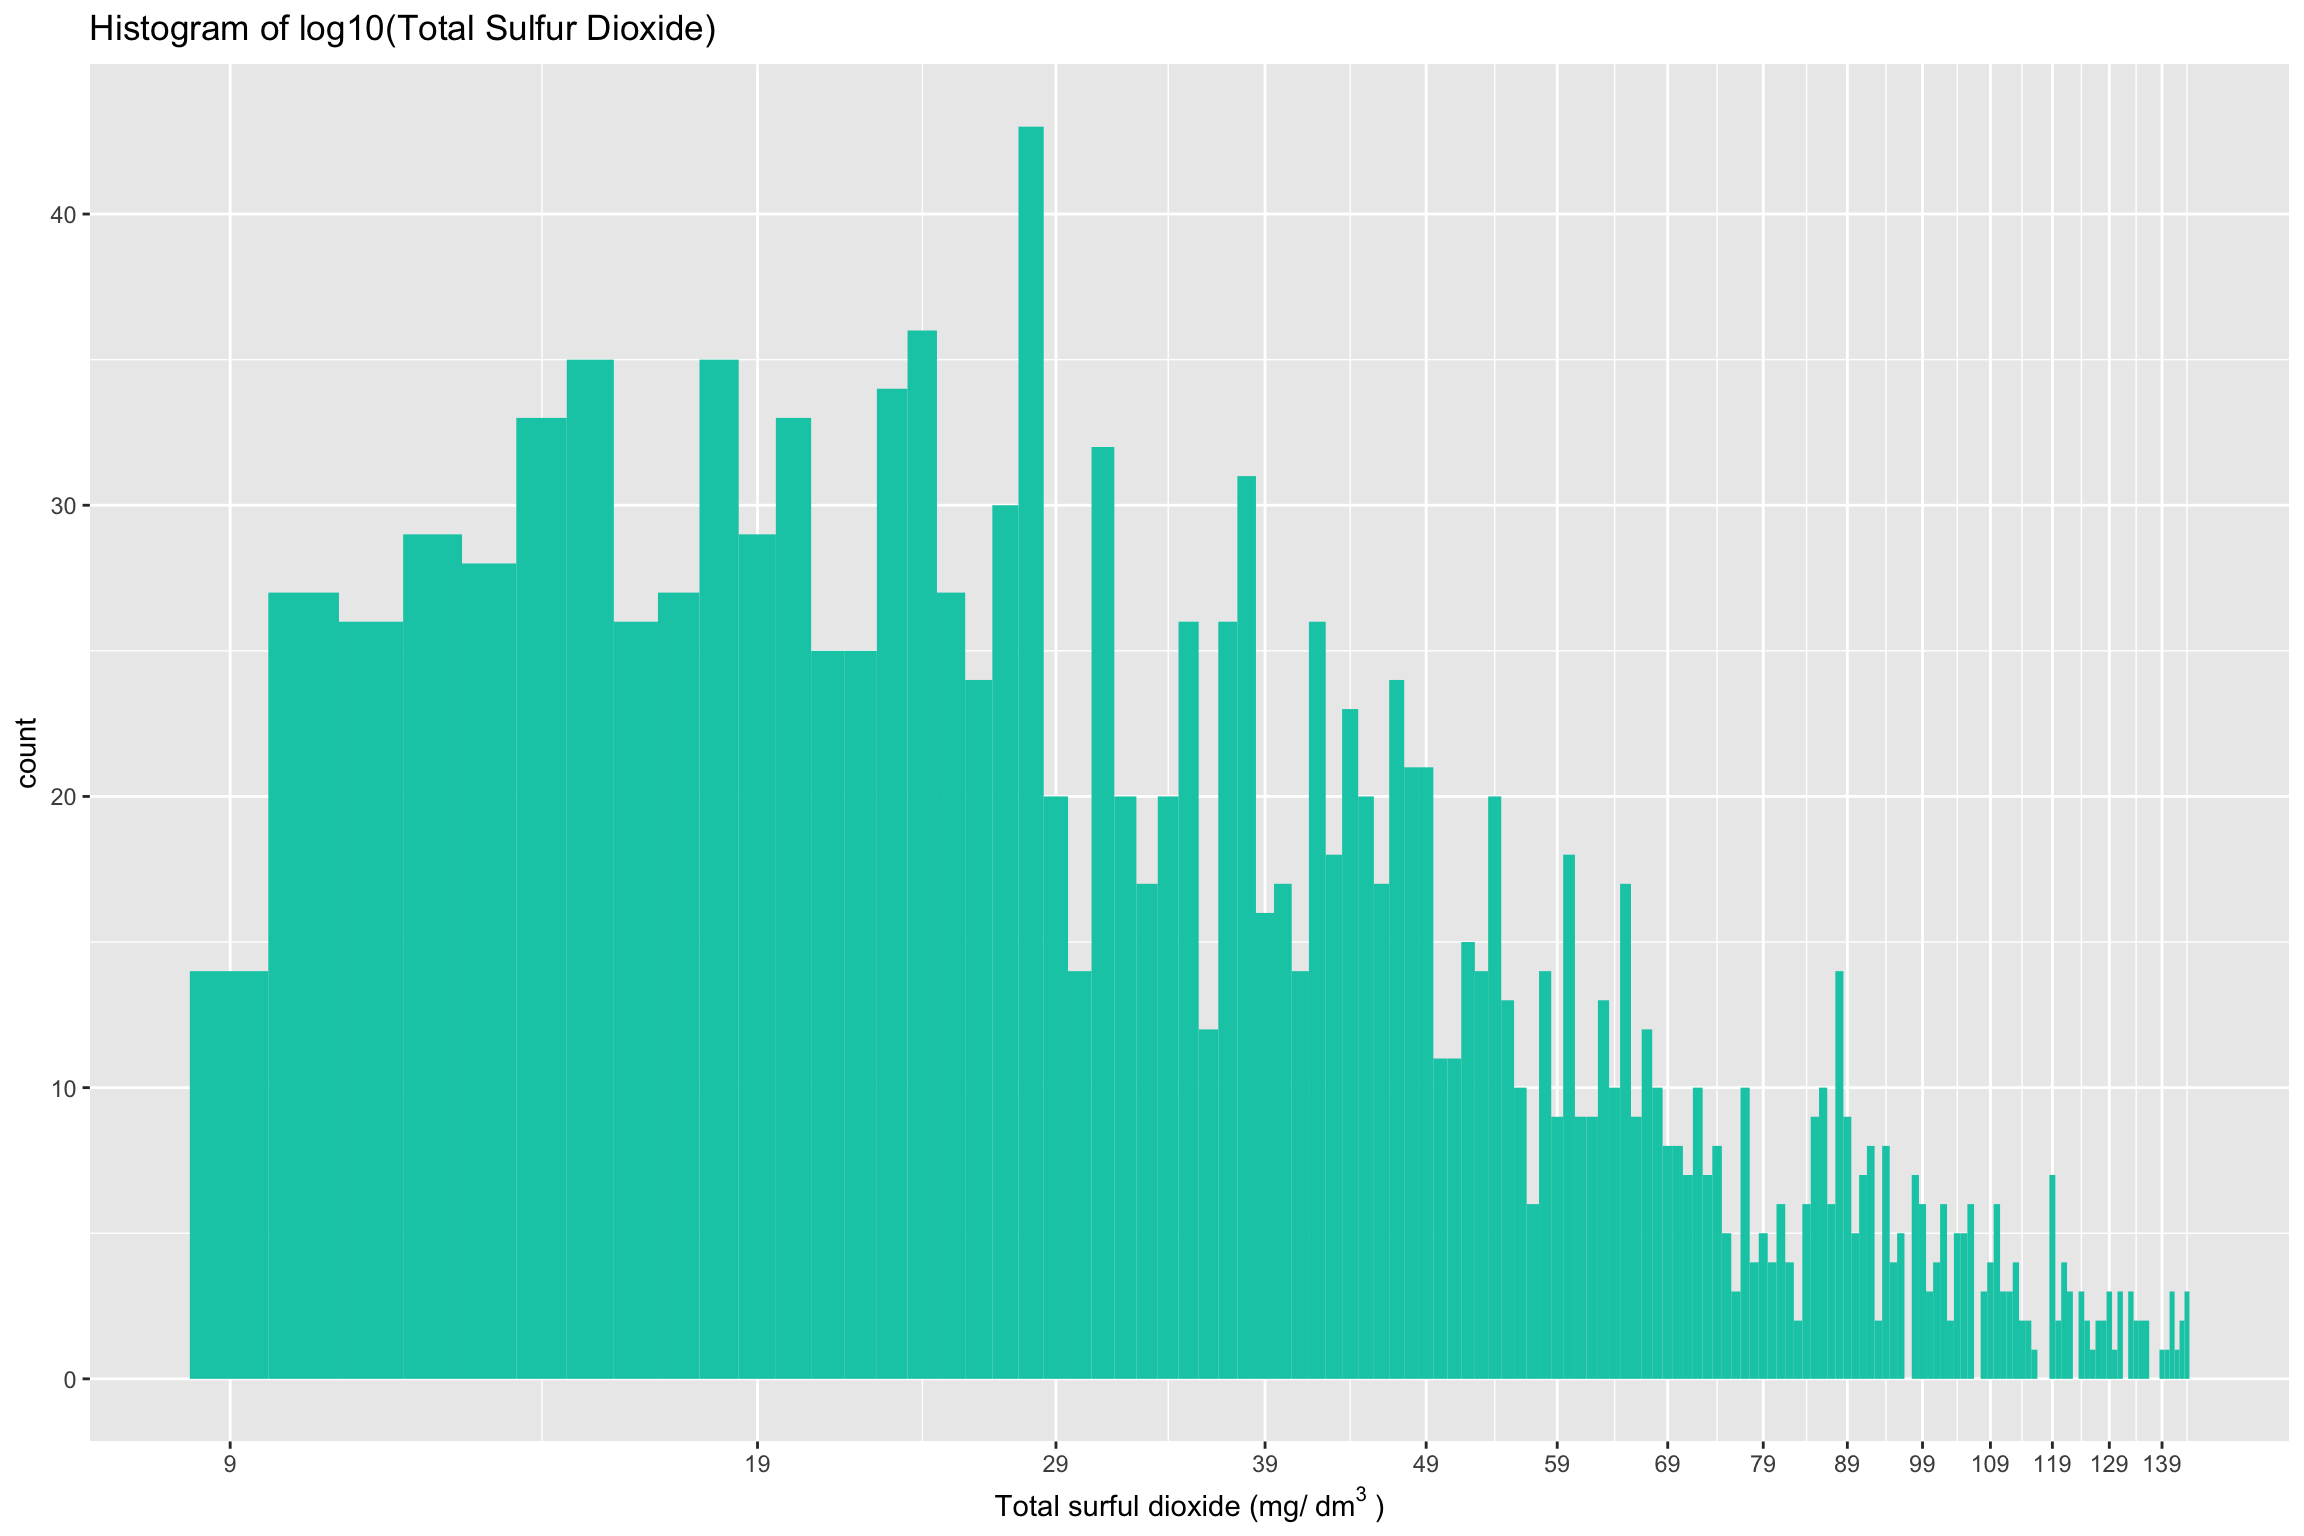 Histogram of log10(Total Sulfur Dioxide)
count
40
30
20
10
0
9 19 29 39 49 59 69 79 89 99 109 119 129 139
Total surful dioxide (mg/ dm³ )